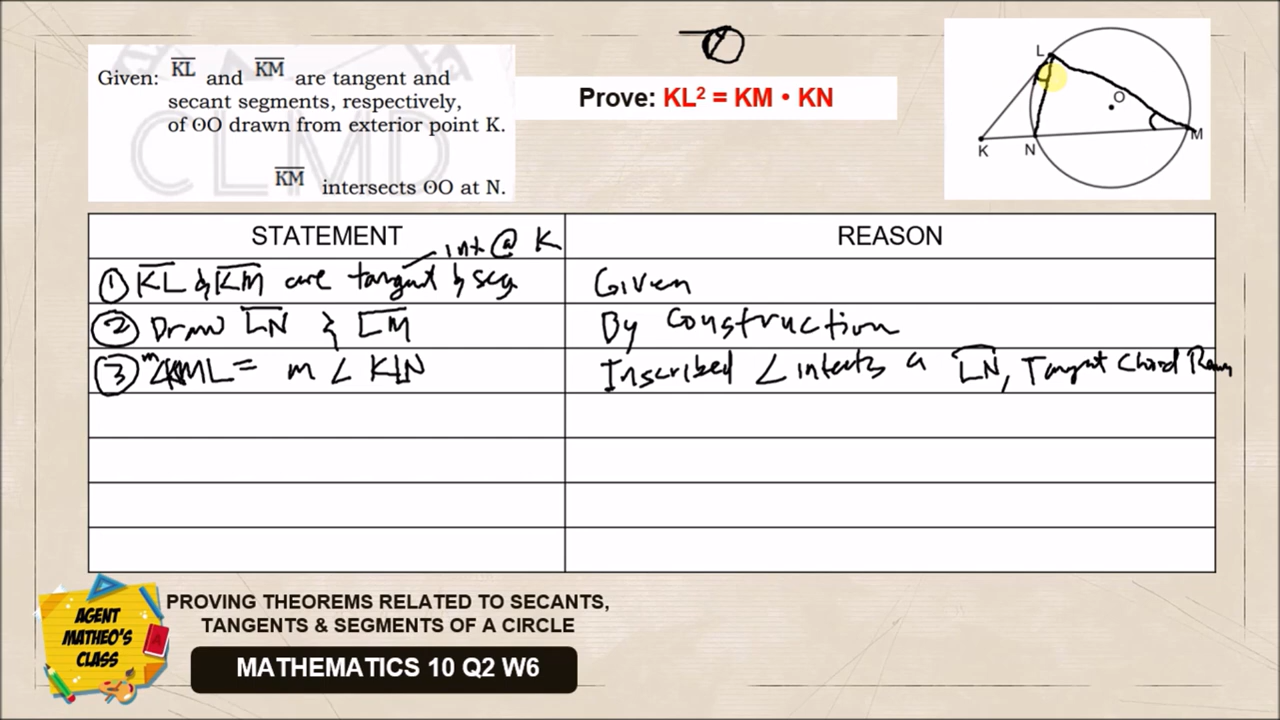 Given: KL and KM are tangent and
secant segments, respectively,
of ʘO drawn from exterior point K.
KM intersects ʘO at N.
Prove: KL² = KM • KN
L
O
M
K
N
CLMD
STATEMENT
REASON
int @ K
① KL & KM are tangent & seg
Given
② Draw LN & LM
By Construction
③ m∠KML = m∠KLN
Inscribed ∠ a LN, Tangent Chord
AGENT
MATHEO'S
CLASS
PROVING THEOREMS RELATED TO SECANTS,
TANGENTS & SEGMENTS OF A CIRCLE
MATHEMATICS 10 Q2 W6